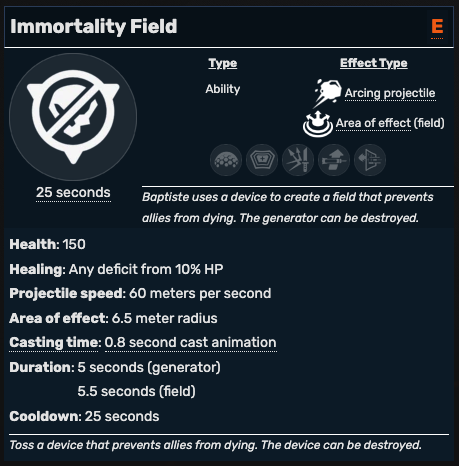 Immortality Field
E
Type
Effect Type
Ability
Arcing projectile
Area of effect (field)
25 seconds
Baptiste uses a device to create a field that prevents
allies from dying. The generator can be destroyed.
Health: 150
Healing: Any deficit from 10% HP
Projectile speed: 60 meters per second
Area of effect: 6.5 meter radius
Casting time: 0.8 second cast animation
Duration: 5 seconds (generator)
5.5 seconds (field)
Cooldown: 25 seconds
Toss a device that prevents allies from dying. The device can be destroyed.